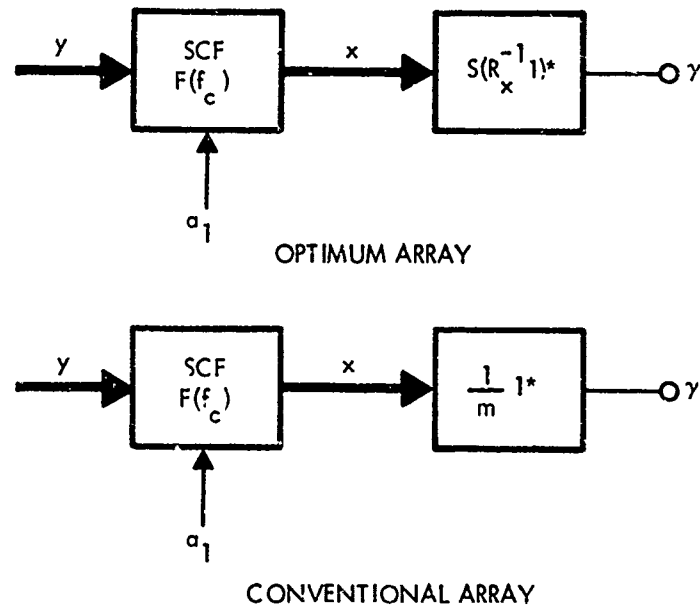 y
SCF
F(f_c)
x
S(R_x^-1 1)*
γ
a_1
OPTIMUM ARRAY
y
SCF
F(f_c)
x
1/m 1*
γ
a_1
CONVENTIONAL ARRAY